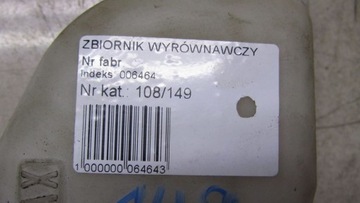 ZBIORNIK WYRÓWNAWCZY
Nr fabr
Indeks: 006464
Nr kat.: 108/149
1 000000 064643